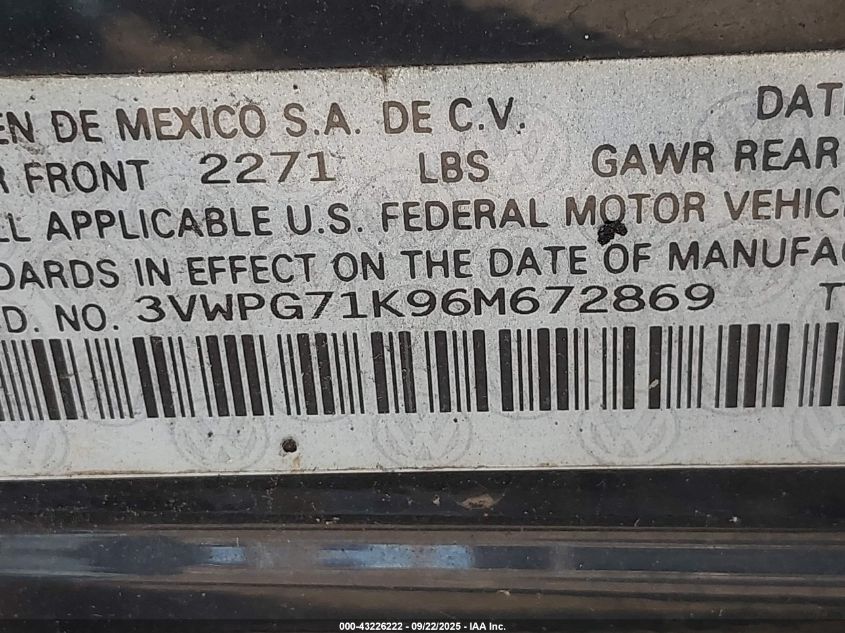 EN DE MEXICO S.A. DE C.V. DAT
R FRONT 2271 LBS GAWR REAR
LL APPLICABLE U.S. FEDERAL MOTOR VEHIC
DARDS IN EFFECT ON THE DATE OF MANUFA
D. NO. 3VWPG71K96M672869 T
000-43226222 - 09/22/2025 - IAA Inc.